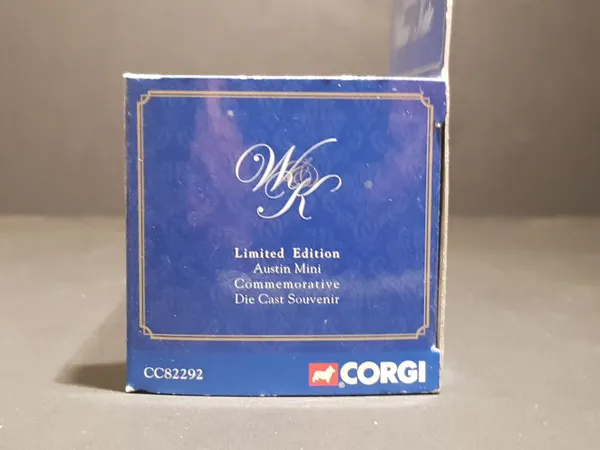 WK
Limited Edition
Austin Mini
Commemorative
Die Cast Souvenir
CC82292
® CORGI